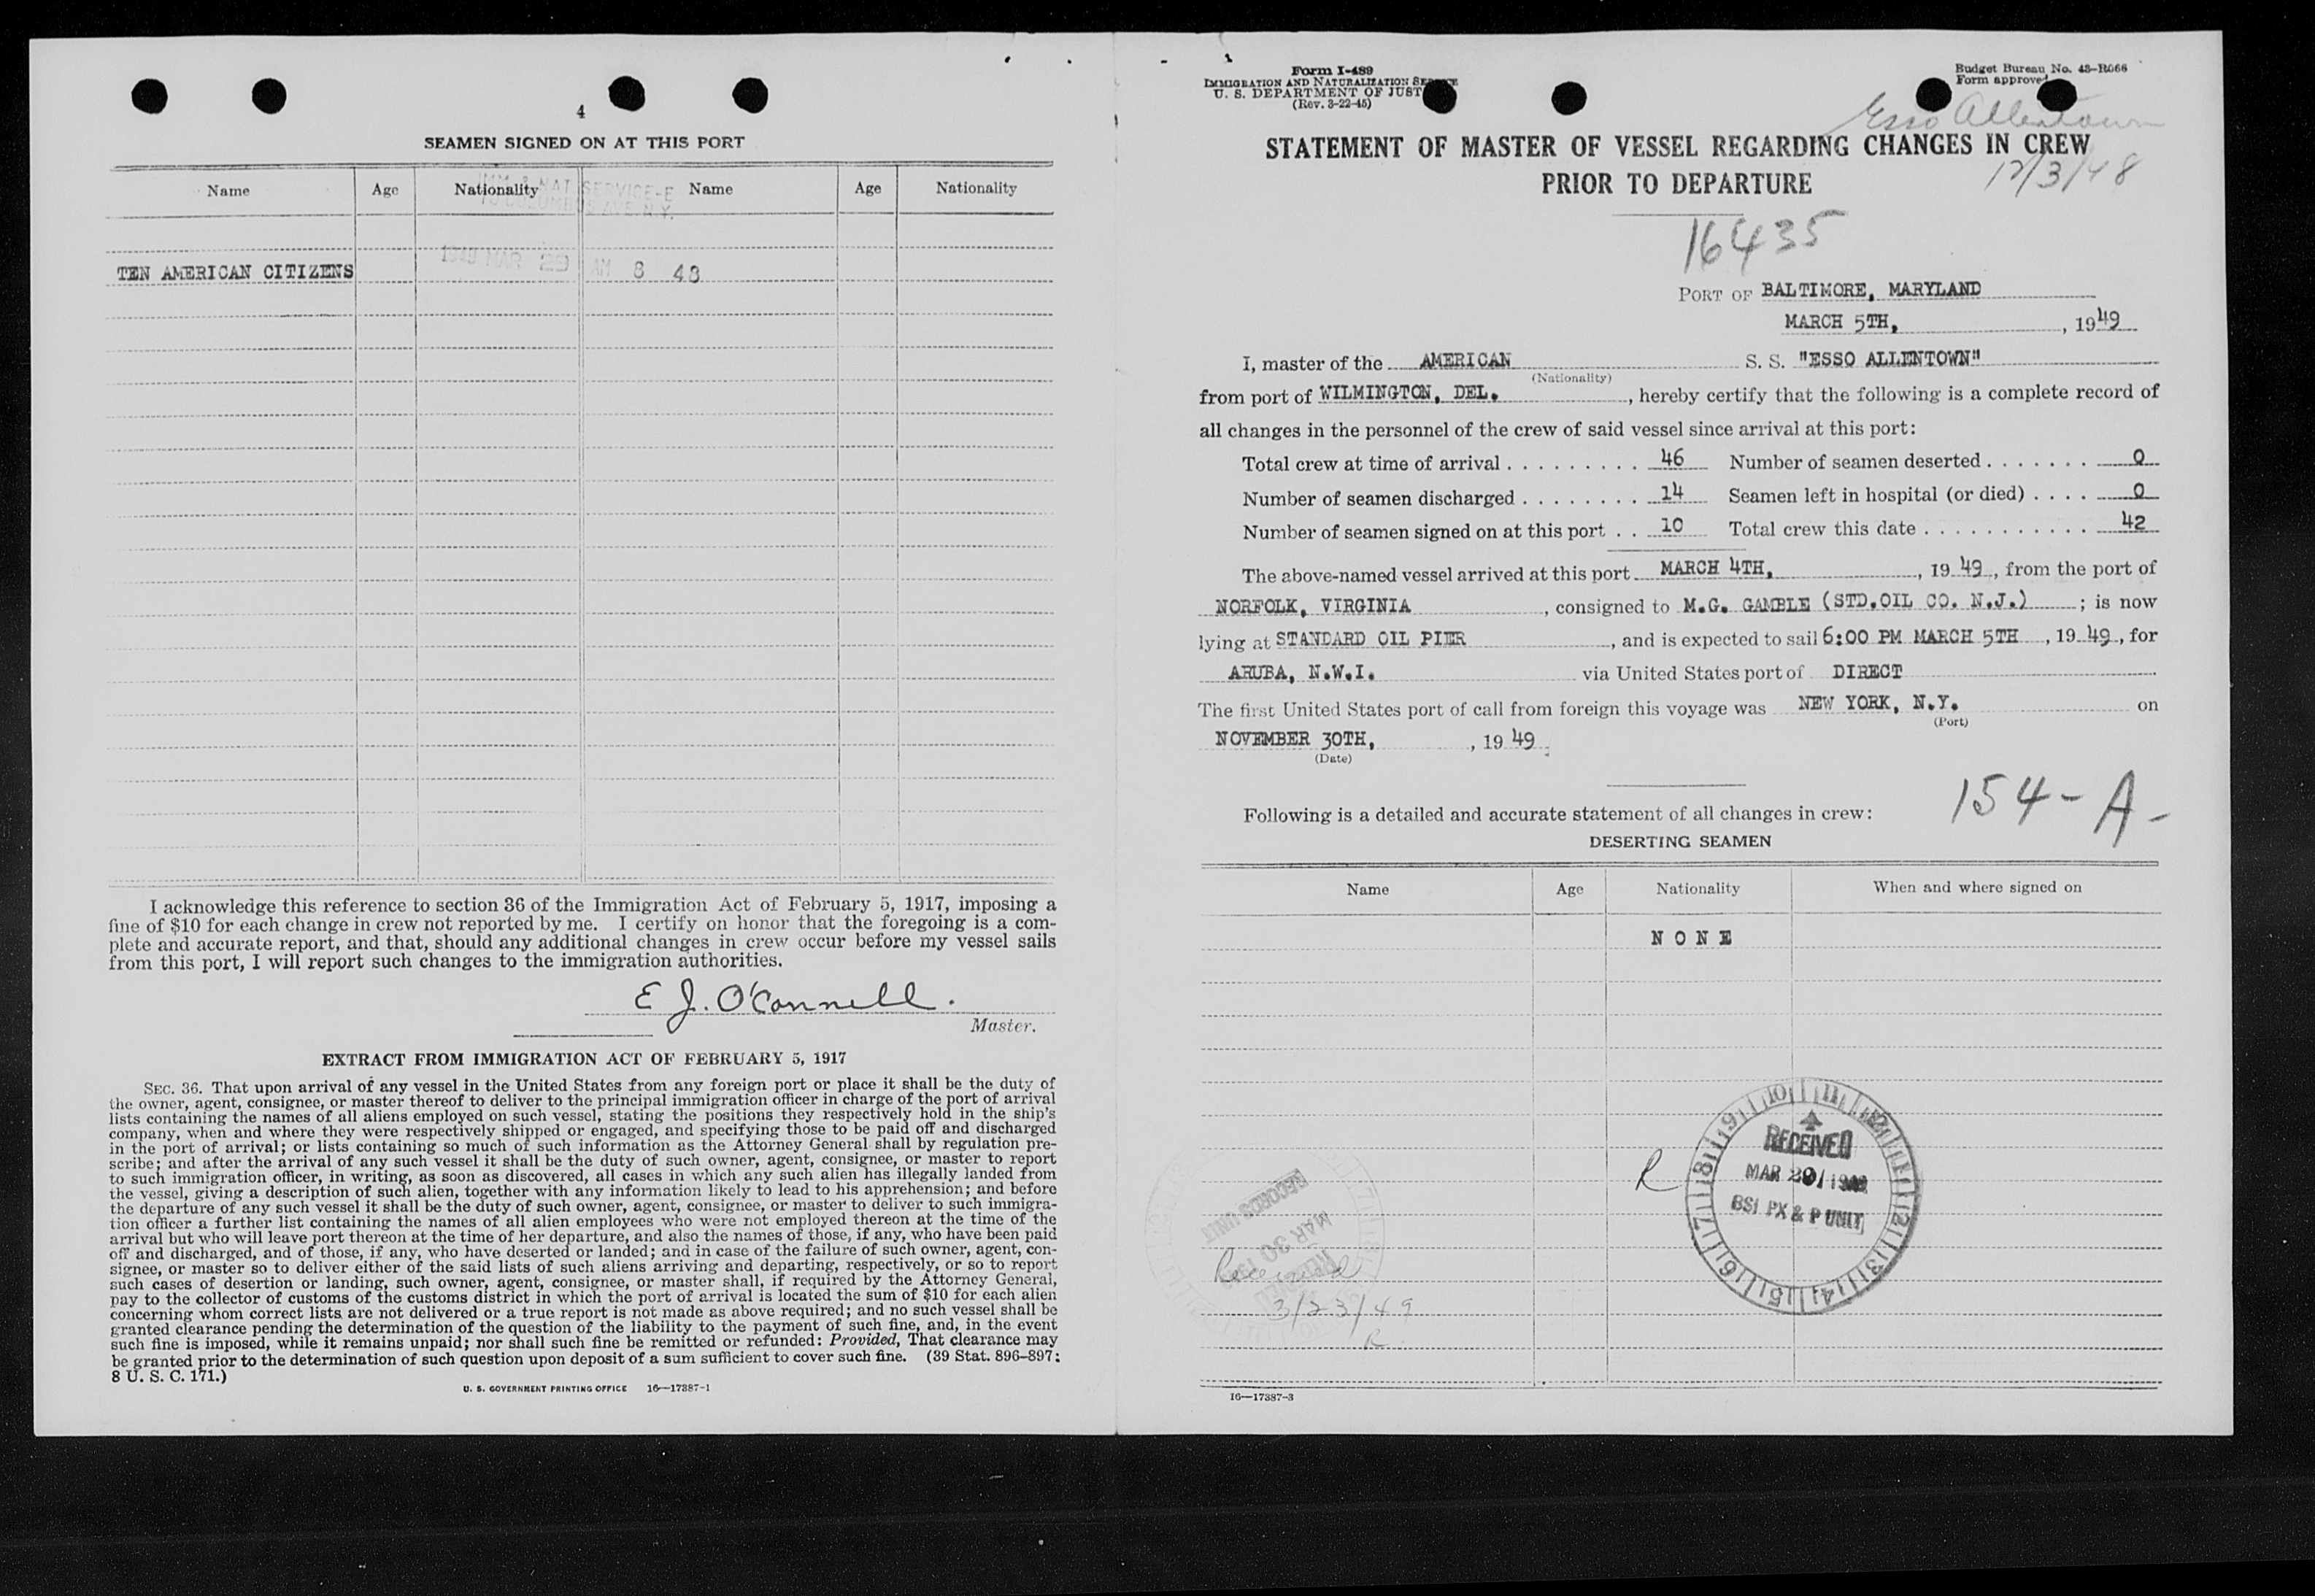 4
SEAMEN SIGNED ON AT THIS PORT
Name Age Nationality Name Age Nationality
IMM. & NAT SERVICE-E
70 COLUMBUS AVE. N.Y.
1949 MAR 29 AM 8 48
TEN AMERICAN CITIZENS
I acknowledge this reference to section 36 of the Immigration Act of February 5, 1917, imposing a
fine of $10 for each change in crew not reported by me. I certify on honor that the foregoing is a com-
plete and accurate report, and that, should any additional changes in crew occur before my vessel sails
from this port, I will report such changes to the immigration authorities.
E J. O'Connell.
Master.
EXTRACT FROM IMMIGRATION ACT OF FEBRUARY 5, 1917
SEC. 36. That upon arrival of any vessel in the United States from any foreign port or place it shall be the duty of
the owner, agent, consignee, or master thereof to deliver to the principal immigration officer in charge of the port of arrival
lists containing the names of all aliens employed on such vessel, stating the positions they respectively hold in the ship's
company, when and where they were respectively shipped or engaged, and specifying those to be paid off and discharged
in the port of arrival; or lists containing so much of such information as the Attorney General shall by regulation pre-
scribe; and after the arrival of any such vessel it shall be the duty of such owner, agent, consignee, or master to report
to such immigration officer, in writing, as soon as discovered, all cases in which any such alien has illegally landed from
the vessel, giving a description of such alien, together with any information likely to lead to his apprehension; and before
the departure of any such vessel it shall be the duty of such owner, agent, consignee, or master to deliver to such immigra-
tion officer a further list containing the names of all alien employees who were not employed thereon at the time of the
arrival but who will leave port thereon at the time of her departure, and also the names of those, if any, who have been paid
off and discharged, and of those, if any, who have deserted or landed; and in case of the failure of such owner, agent, con-
signee, or master so to deliver either of the said lists of such aliens arriving and departing, respectively, or so to report
such cases of desertion or landing, such owner, agent, consignee, or master shall, if required by the Attorney General,
pay to the collector of customs of the customs district in which the port of arrival is located the sum of $10 for each alien
concerning whom correct lists are not delivered or a true report is not made as above required; and no such vessel shall be
granted clearance pending the determination of the question of the liability to the payment of such fine, and, in the event
such fine is imposed, while it remains unpaid; nor shall such fine be remitted or refunded: Provided, That clearance may
be granted prior to the determination of such question upon deposit of a sum sufficient to cover such fine. (39 Stat. 896-897;
8 U. S. C. 171.)
U. S. GOVERNMENT PRINTING OFFICE 16—17387-1
Form I-489
IMMIGRATION AND NATURALIZATION
U. S. DEPARTMENT OF JUST
(Rev. 3-22-45)
Budget Bureau No. 43-R066
Form approve
Esso Allentown
STATEMENT OF MASTER OF VESSEL REGARDING CHANGES IN CREW
PRIOR TO DEPARTURE
12/3/48
16435
PORT OF BALTIMORE, MARYLAND
MARCH 5TH, , 1949
I, master of the AMERICAN S. S. "ESSO ALLENTOWN"
(Nationality)
from port of WILMINGTON, DEL. , hereby certify that the following is a complete record of
all changes in the personnel of the crew of said vessel since arrival at this port:
Total crew at time of arrival . . . . . . . . . 46 Number of seamen deserted . . . . . . . 0
Number of seamen discharged . . . . . . . . 14 Seamen left in hospital (or died) . . . . 0
Number of seamen signed on at this port . . 10 Total crew this date . . . . . . . . . . . 42
The above-named vessel arrived at this port MARCH 4TH, , 19 49 , from the port of
NORFOLK, VIRGINIA , consigned to M.G. GAMBLE (STD.OIL CO. N.J.) ; is now
lying at STANDARD OIL PIER , and is expected to sail 6:00 PM MARCH 5TH , 19 49 , for
ARUBA, N.W.I. via United States port of DIRECT
The first United States port of call from foreign this voyage was NEW YORK, N.Y. on
(Port)
NOVEMBER 30TH, , 19 49
(Date)
154-A-
Following is a detailed and accurate statement of all changes in crew:
DESERTING SEAMEN
Name Age Nationality When and where signed on
N O N E
R
RECEIVED
MAR
BSI PX & P UNIT
RECORDS UNIT
MAR 30
Received
3/23/49
R
16—17387-3